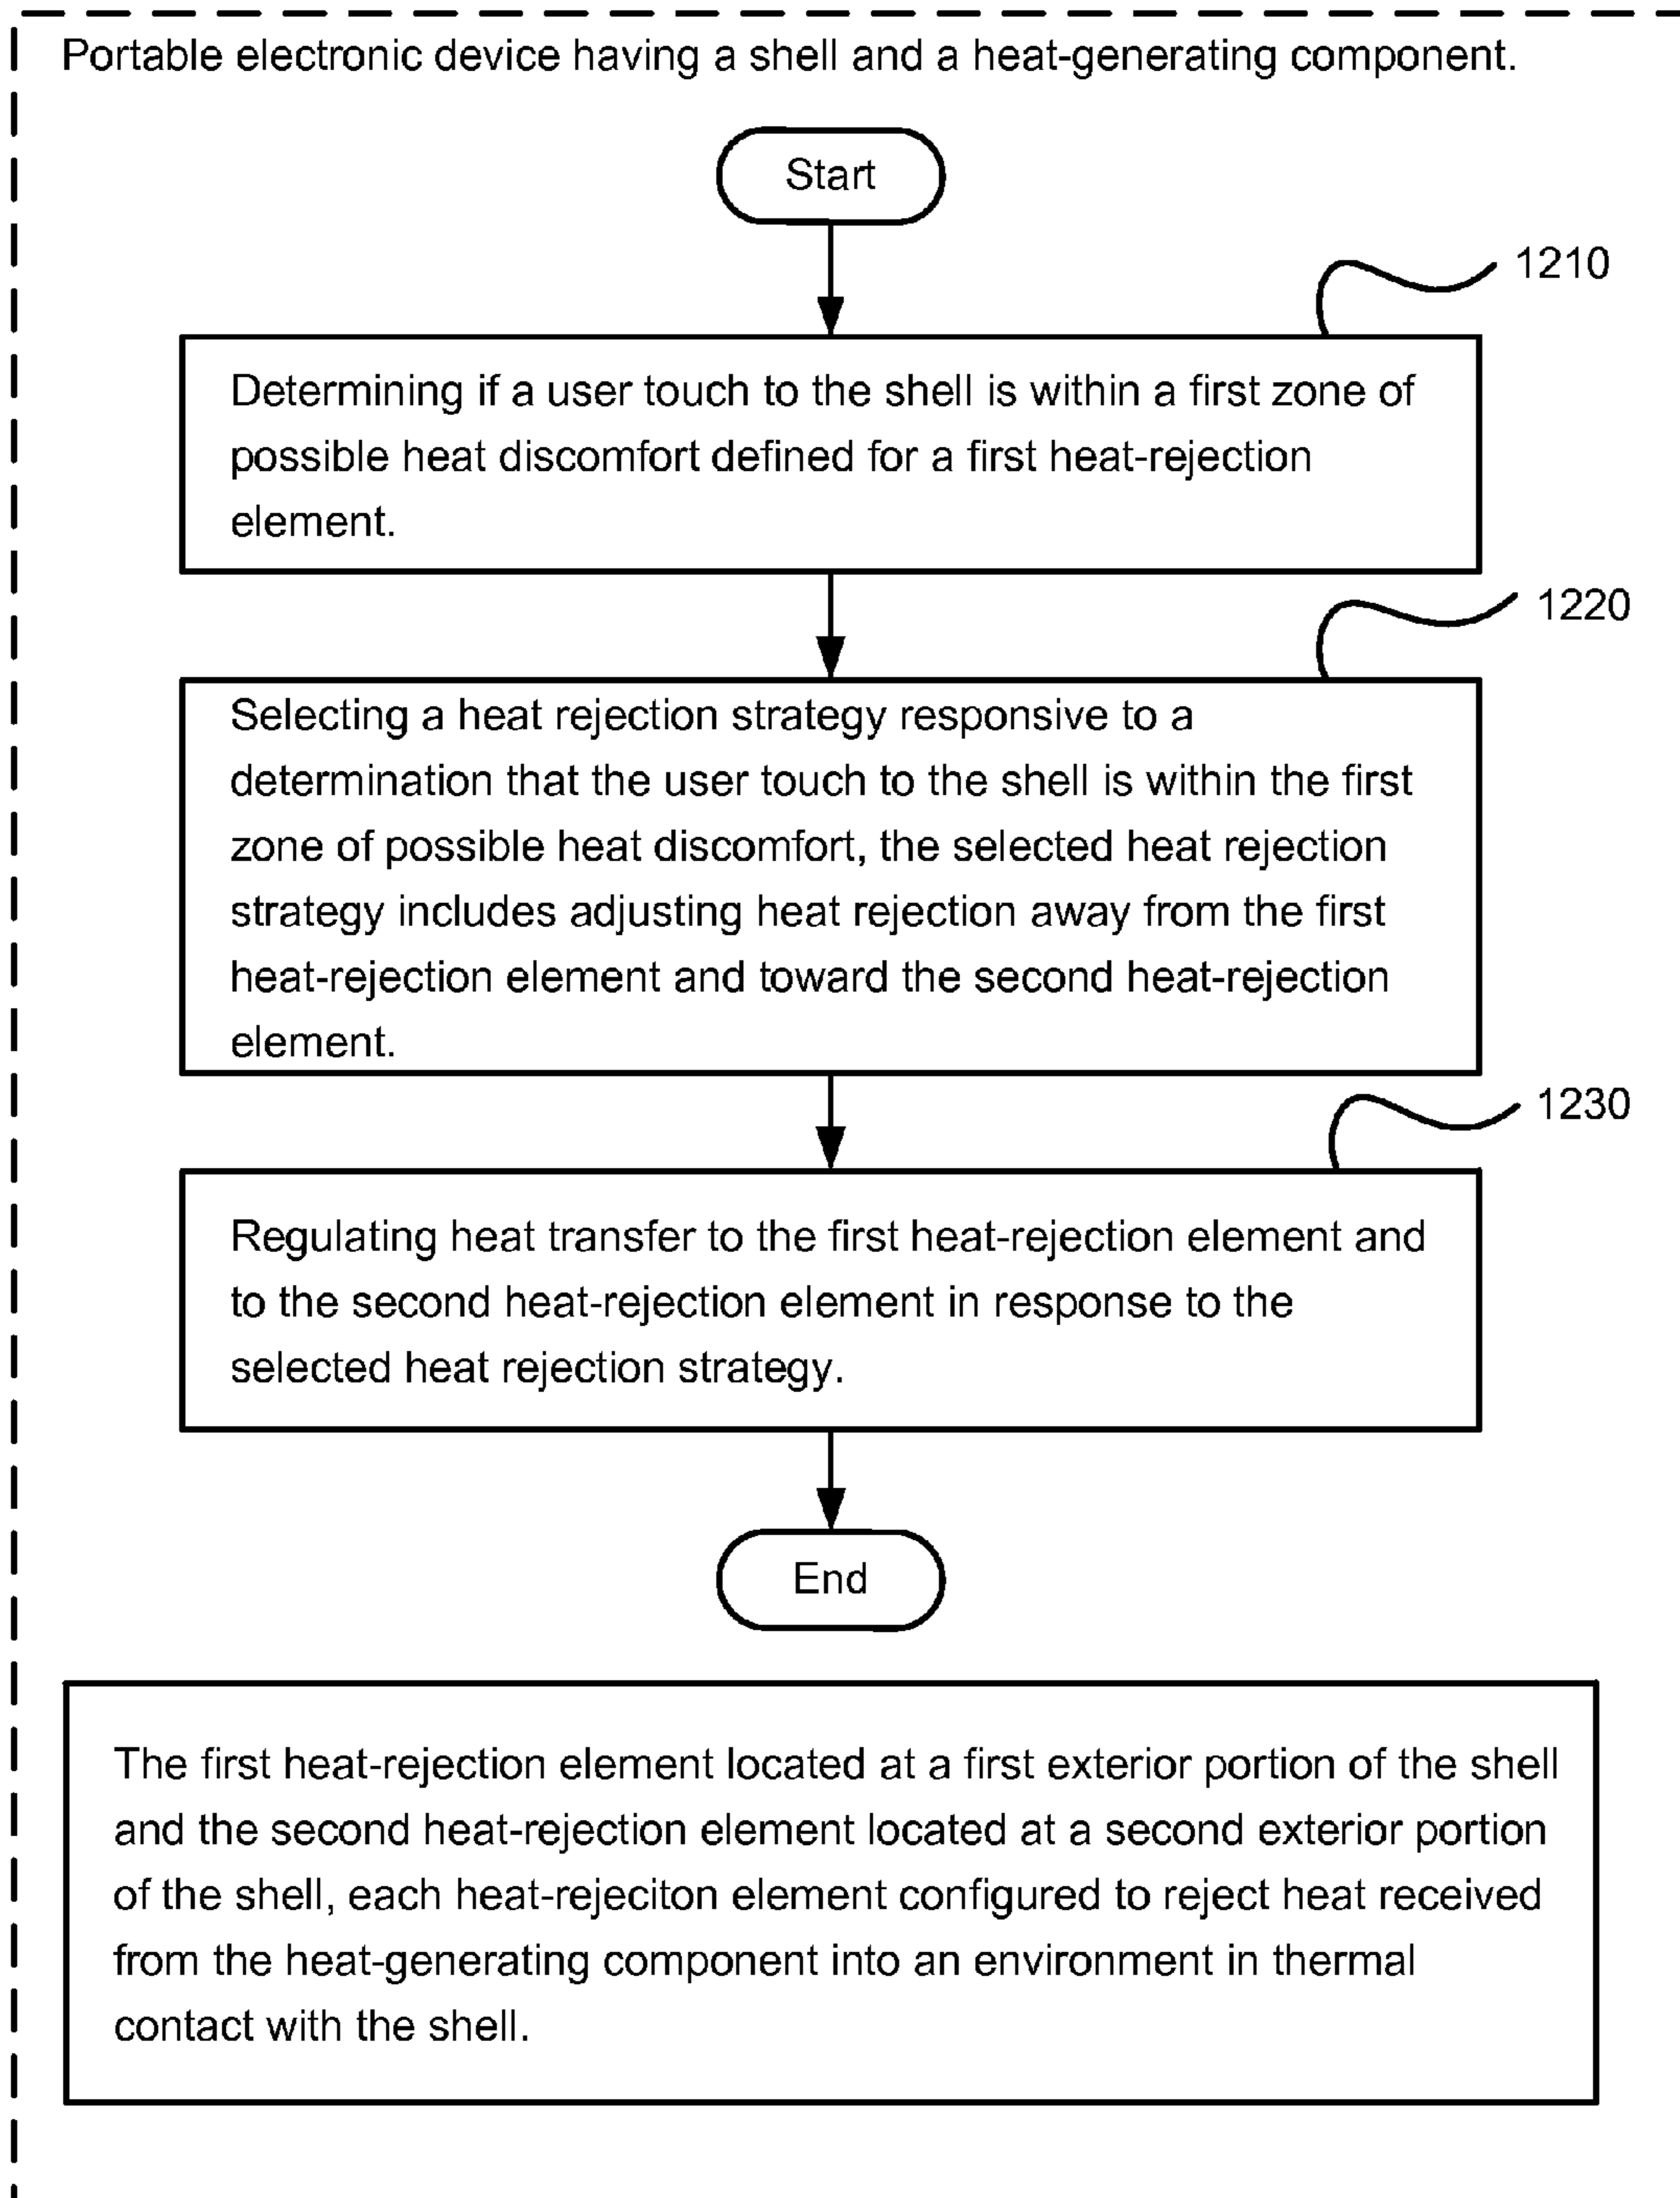 Portable electronic device having a shell and a heat-generating component.
Start
1210
Determining if a user touch to the shell is within a first zone of
possible heat discomfort defined for a first heat-rejection
element.
1220
Selecting a heat rejection strategy responsive to a
determination that the user touch to the shell is within the first
zone of possible heat discomfort, the selected heat rejection
strategy includes adjusting heat rejection away from the first
heat-rejection element and toward the second heat-rejection
element.
1230
Regulating heat transfer to the first heat-rejection element and
to the second heat-rejection element in response to the
selected heat rejection strategy.
End
The first heat-rejection element located at a first exterior portion of the shell
and the second heat-rejection element located at a second exterior portion
of the shell, each heat-rejeciton element configured to reject heat received
from the heat-generating component into an environment in thermal
contact with the shell.